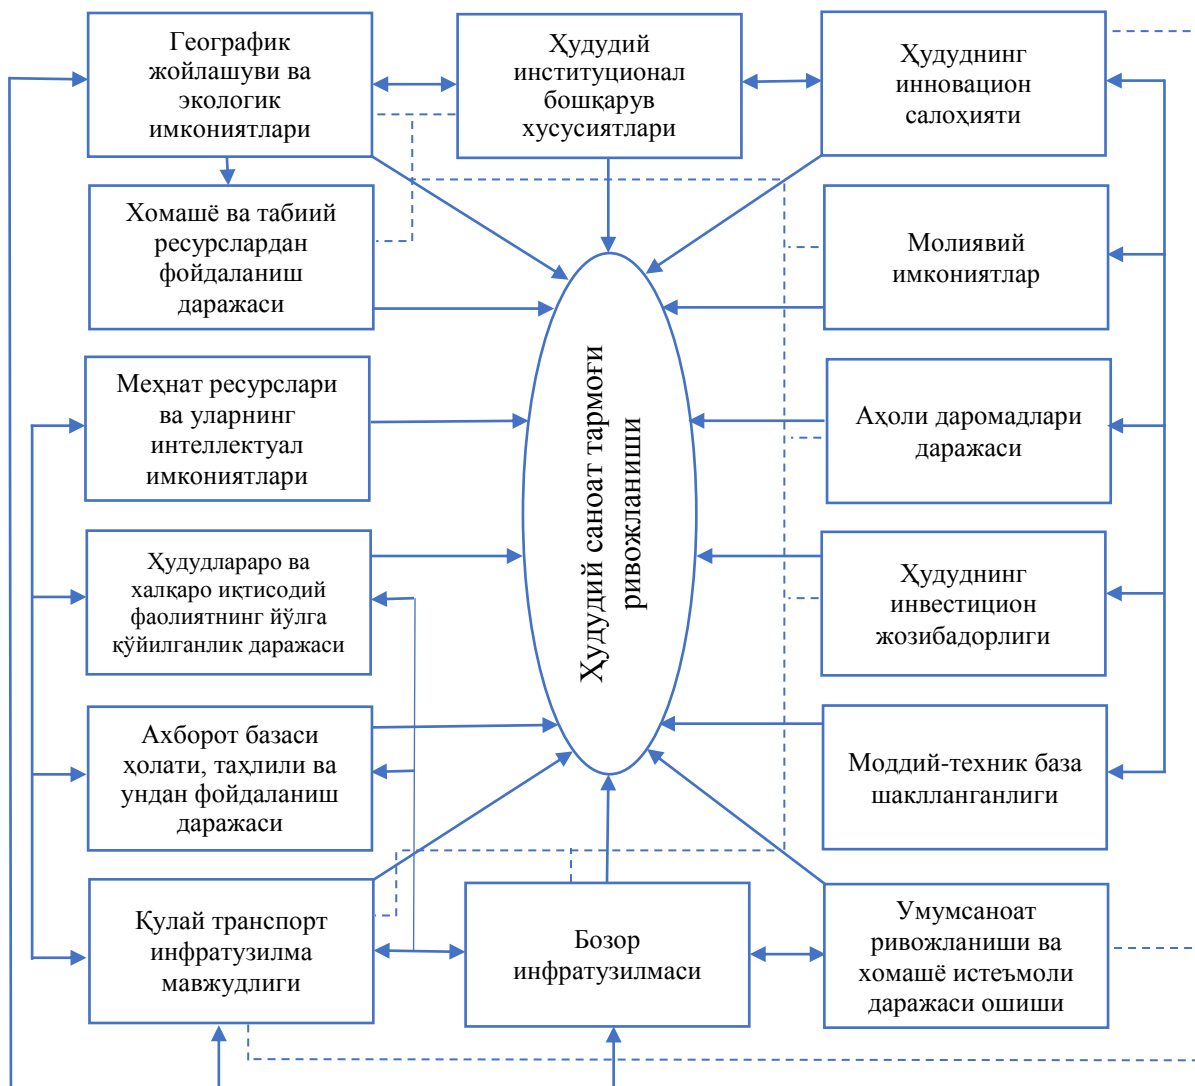 Географик
жойлашуви ва
экологик
имкониятлари
Ҳудудий
институционал
бошқарув
хусусиятлари
Ҳудуднинг
инновацион
салоҳияти
Хомашё ва табиий
ресурслардан
фойдаланиш
даражаси
Молиявий
имкониятлар
Меҳнат ресурслари
ва уларнинг
интеллектуал
имкониятлари
Ҳудудий саноат тармоғи
ривожланиши
Аҳоли даромадлари
даражаси
Ҳудудлараро ва
халқаро иқтисодий
фаолиятнинг йўлга
қўйилганлик даражаси
Ҳудуднинг
инвестицион
жозибадорлиги
Ахборот базаси
ҳолати, таҳлили ва
ундан фойдаланиш
даражаси
Моддий-техник база
шаклланганлиги
Қулай транспорт
инфратузилма
мавжудлиги
Бозор
инфратузилмаси
Умумсаноат
ривожланиши ва
хомашё истеъмоли
даражаси ошиши